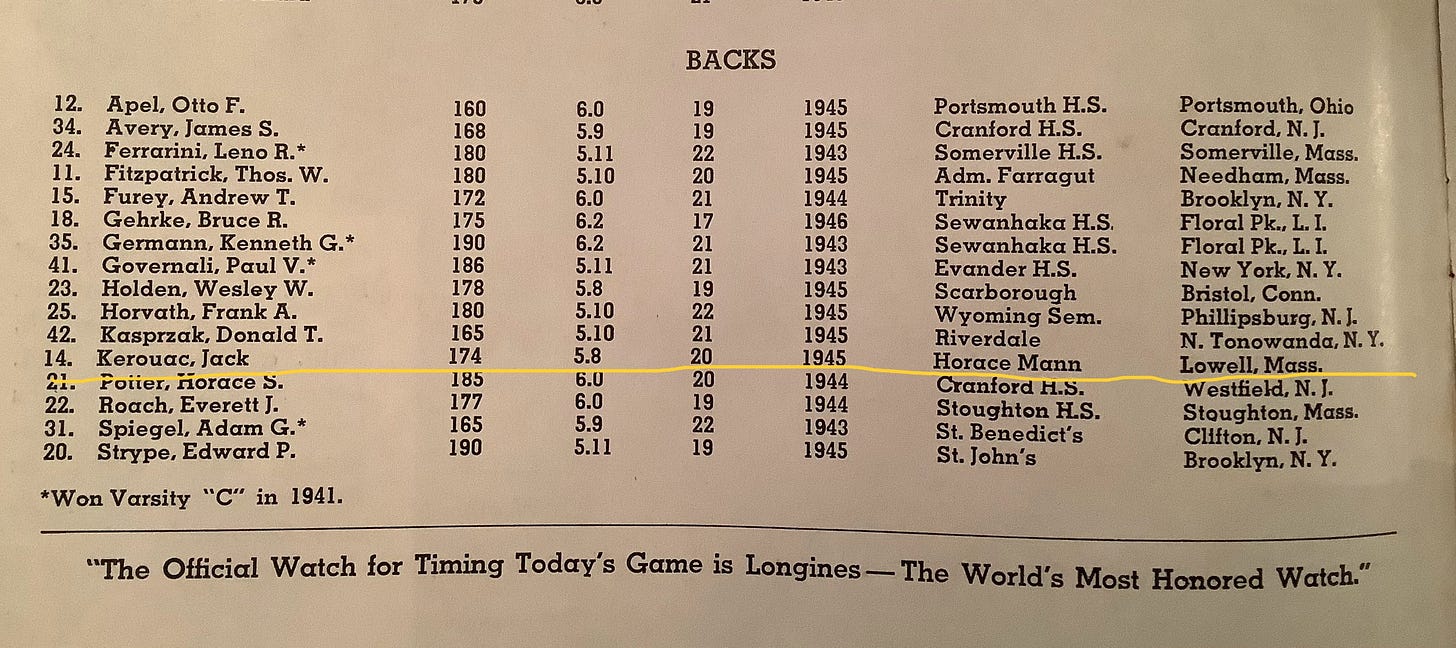 BACKS
12. Apel, Otto F. 160 6.0 19 1945 Portsmouth H.S. Portsmouth, Ohio
34. Avery, James S. 168 5.9 19 1945 Cranford H.S. Cranford, N. J.
24. Ferrarini, Leno R.* 180 5.11 22 1943 Somerville H.S. Somerville, Mass.
11. Fitzpatrick, Thos. W. 180 5.10 20 1945 Adm. Farragut Needham, Mass.
15. Furey, Andrew T. 172 6.0 21 1944 Trinity Brooklyn, N. Y.
18. Gehrke, Bruce R. 175 6.2 17 1946 Sewanhaka H.S. Floral Pk., L. I.
35. Germann, Kenneth G.* 190 6.2 21 1943 Sewanhaka H.S. Floral Pk., L. I.
41. Governali, Paul V.* 186 5.11 21 1943 Evander H.S. New York, N. Y.
23. Holden, Wesley W. 178 5.8 19 1945 Scarborough Bristol, Conn.
25. Horvath, Frank A. 180 5.10 22 1945 Wyoming Sem. Phillipsburg, N. J.
42. Kasprzak, Donald T. 165 5.10 21 1945 Riverdale N. Tonowanda, N. Y.
14. Kerouac, Jack 174 5.8 20 1945 Horace Mann Lowell, Mass.
21. Potter, Horace S. 185 6.0 20 1944 Cranford H.S. Westfield, N. J.
22. Roach, Everett J. 177 6.0 19 1944 Stoughton H.S. Stoughton, Mass.
31. Spiegel, Adam G.* 165 5.9 22 1943 St. Benedict's Clifton, N. J.
20. Strype, Edward P. 190 5.11 19 1945 St. John's Brooklyn, N. Y.
*Won Varsity "C" in 1941.
"The Official Watch for Timing Today's Game is Longines—The World's Most Honored Watch."